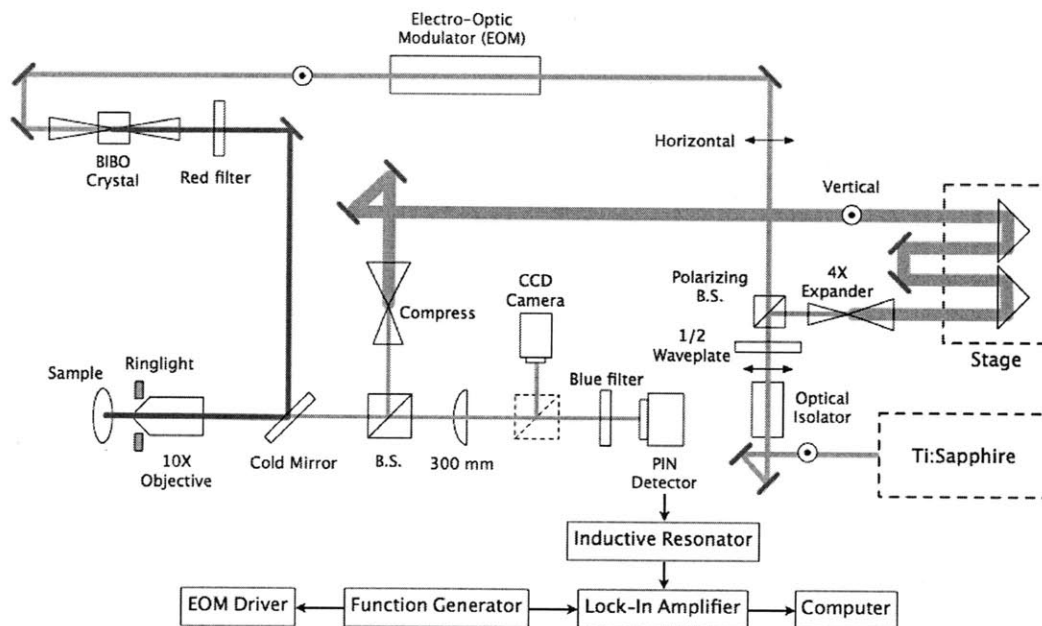 Electro-Optic
Modulator (EOM)
Horizontal
BIBO
Crystal
Red filter
Vertical
CCD
Camera
Polarizing
B.S.
4X
Expander
Compress
1/2
Waveplate
Stage
Ringlight
Sample
Blue filter
Optical
Isolator
10X
Objective
Cold Mirror
B.S.
300 mm
PIN
Detector
Ti:Sapphire
Inductive Resonator
EOM Driver
Function Generator
Lock-In Amplifier
Computer